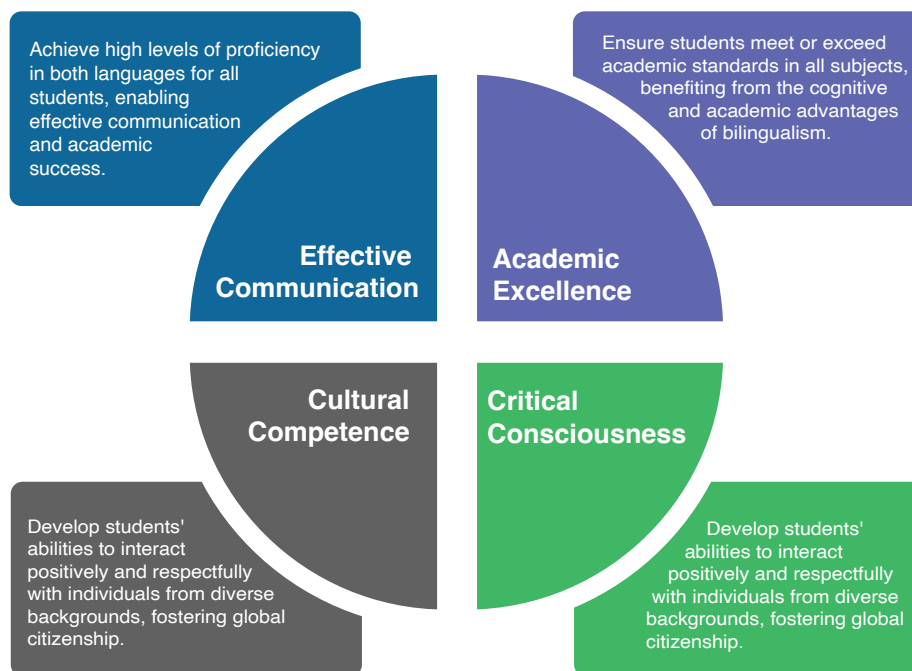 Achieve high levels of proficiency
in both languages for all
students, enabling
effective communication
and academic
success.
Ensure students meet or exceed
academic standards in all subjects,
benefiting from the cognitive
and academic advantages
of bilingualism.
Effective
Communication
Academic
Excellence
Cultural
Competence
Critical
Consciousness
Develop students'
abilities to interact
positively and respectfully
with individuals from diverse
backgrounds, fostering global
citizenship.
Develop students'
abilities to interact
positively and respectfully
with individuals from diverse
backgrounds, fostering global
citizenship.